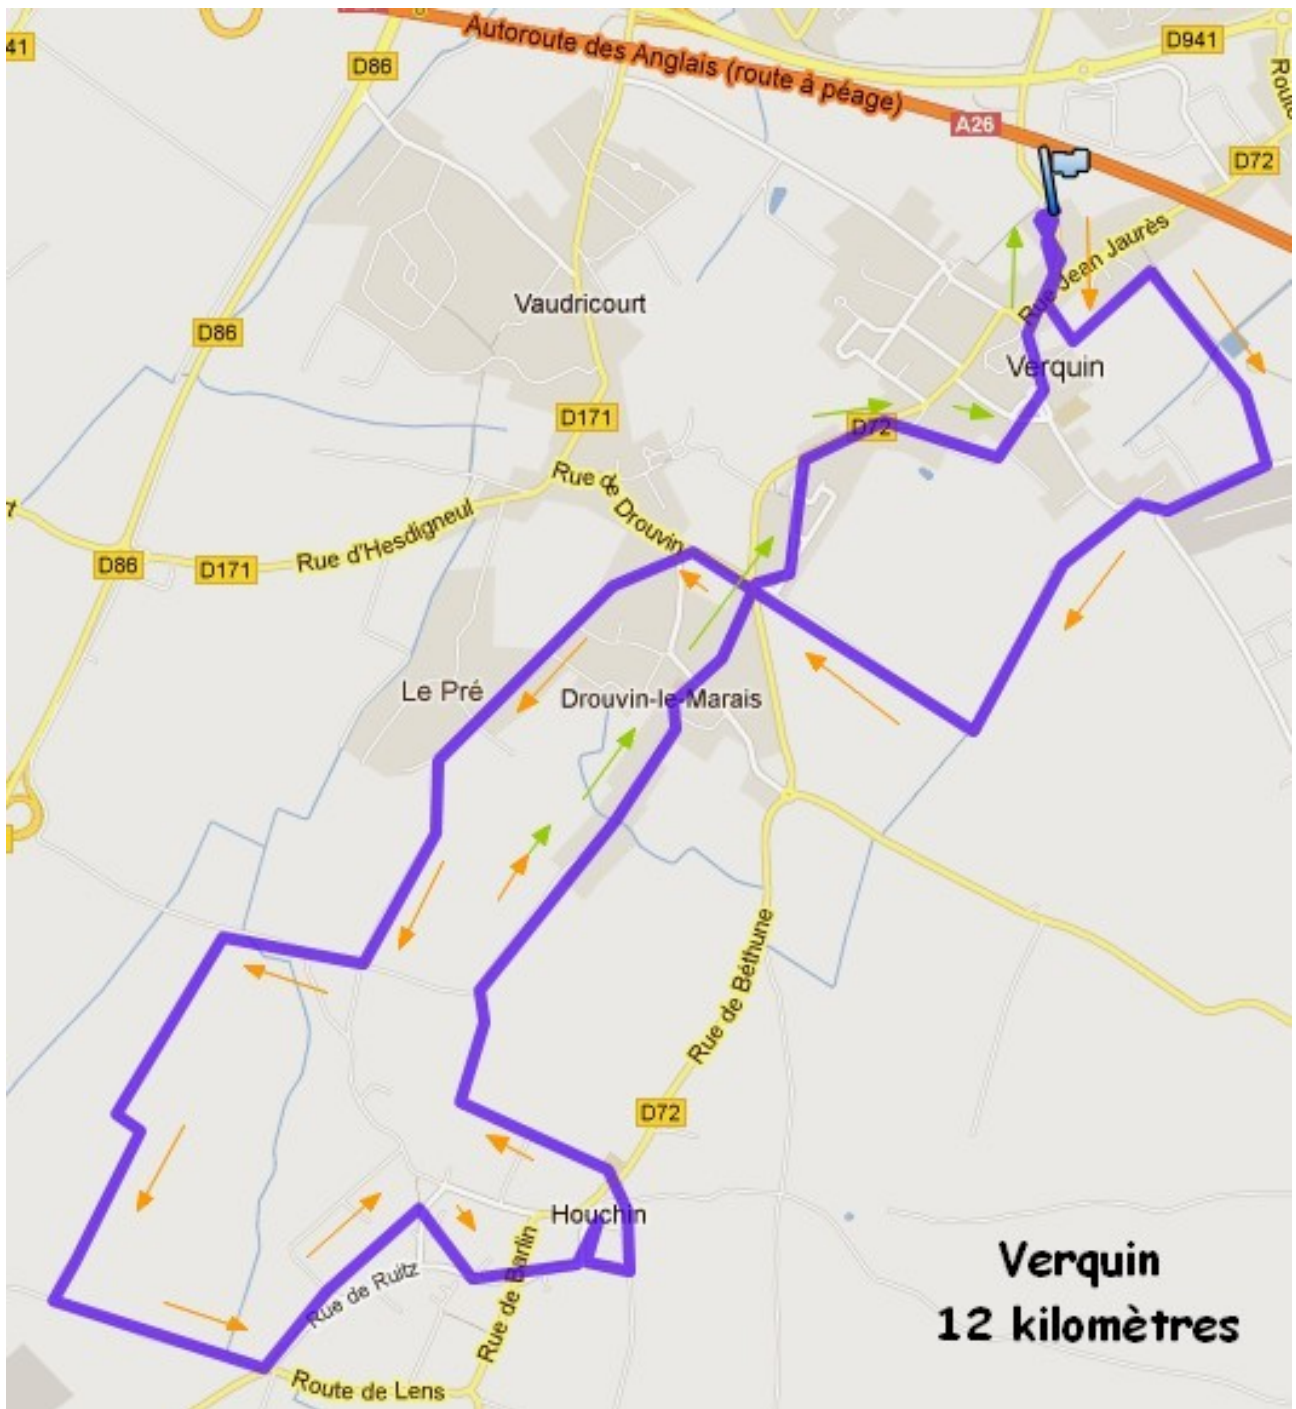 41
D86
Autoroute des Anglais (route à péage)
D941
Route
A26
D72
Rue Jean Jaurès
Vaudricourt
D86
Verquin
D171
D72
Rue de Drouvin
Rue d'Hesdigneul
D86
D171
Le Pré
Drouvin-le-Marais
Rue de Béthune
D72
Houchin
Rue de Barlin
Rue de Ruitz
Route de Lens
Verquin
12 kilomètres